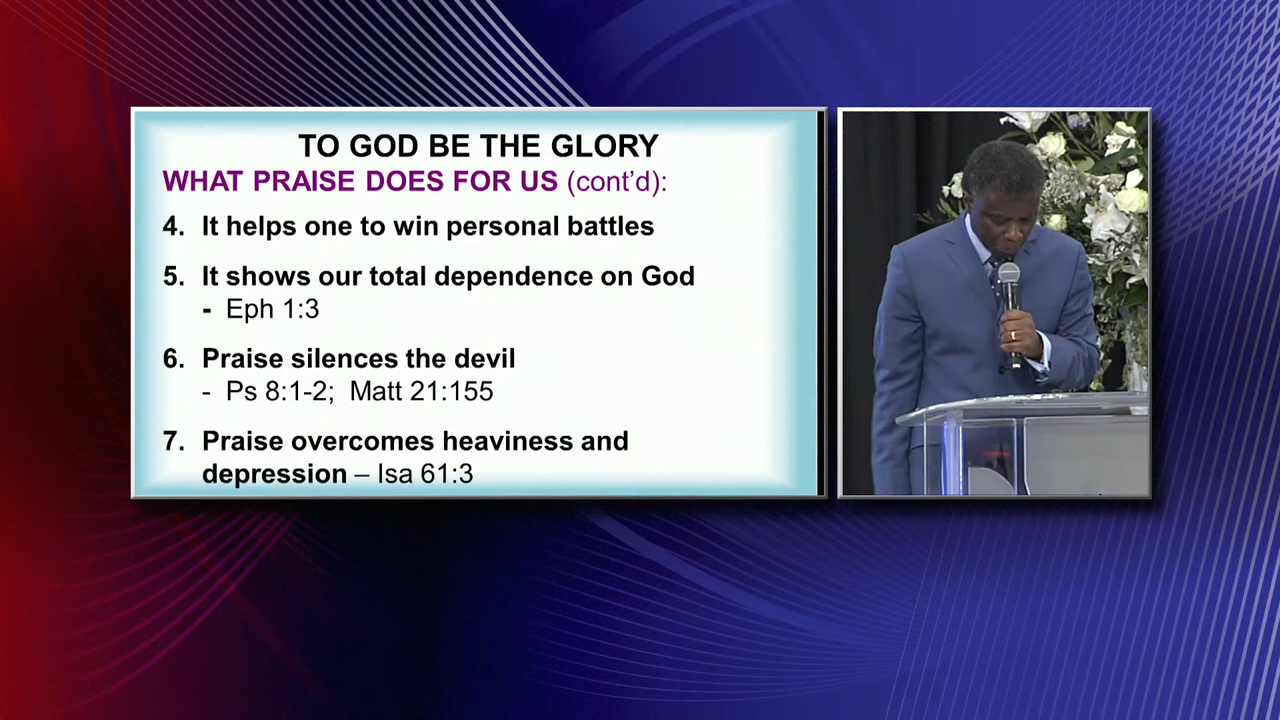 TO GOD BE THE GLORY
WHAT PRAISE DOES FOR US (cont’d):
4. It helps one to win personal battles
5. It shows our total dependence on God
- Eph 1:3
6. Praise silences the devil
- Ps 8:1-2; Matt 21:155
7. Praise overcomes heaviness and
depression – Isa 61:3